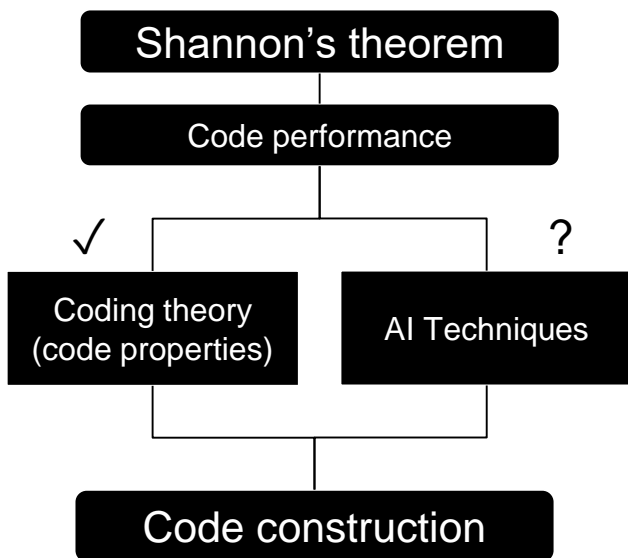 Shannon’s theorem
Code performance
✓
?
Coding theory
(code properties)
AI Techniques
Code construction